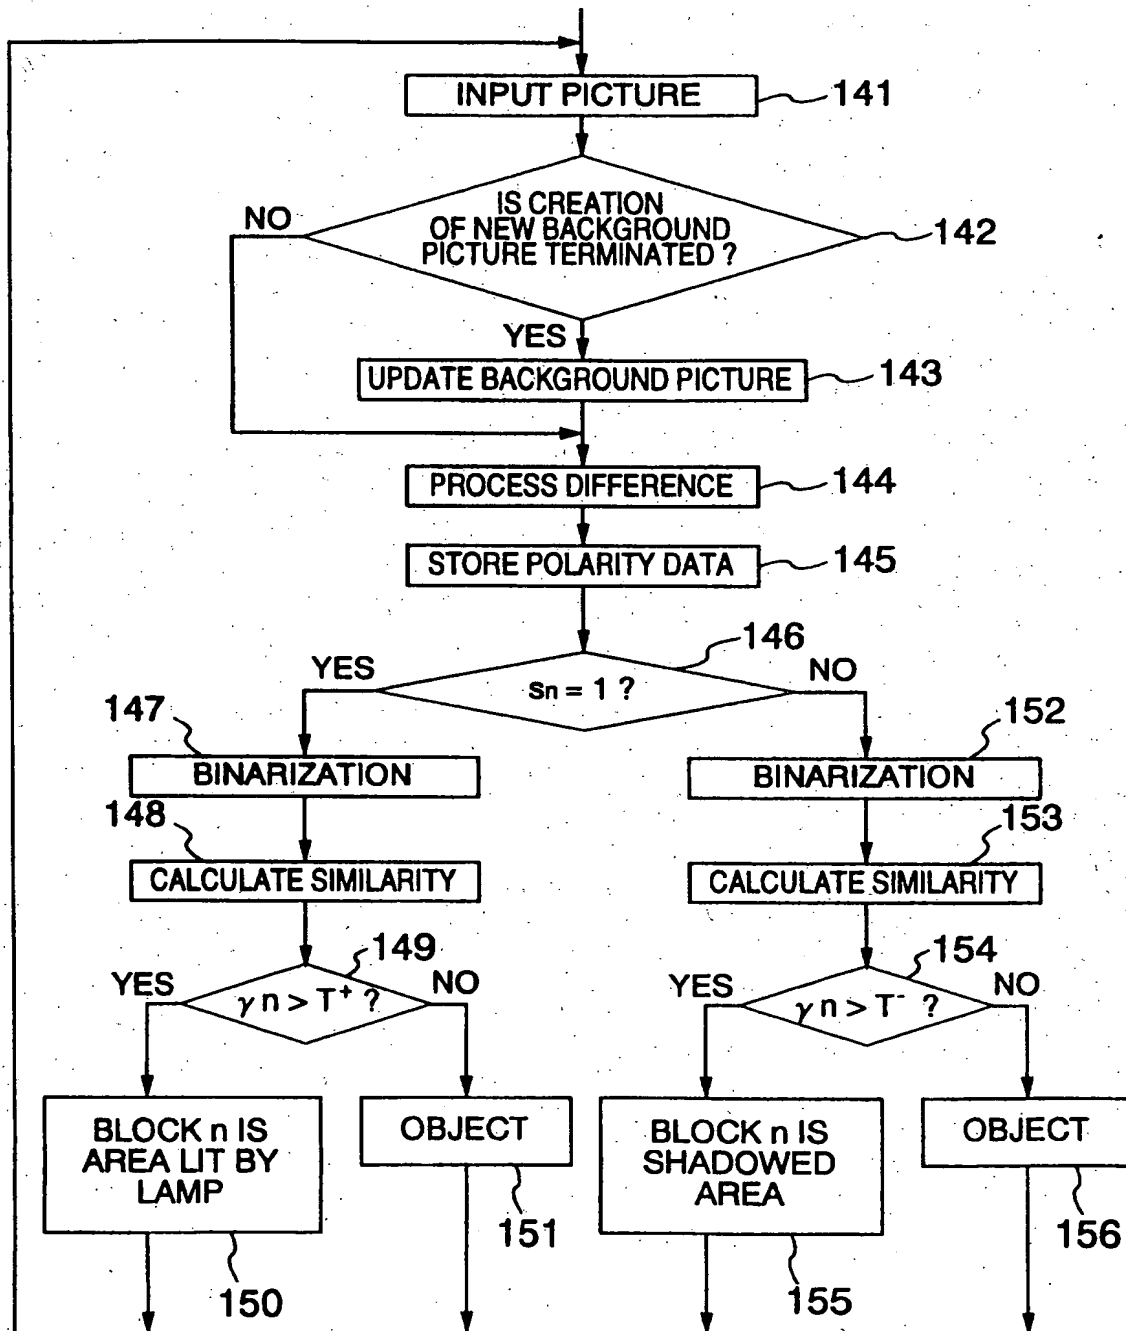 INPUT PICTURE
141
IS CREATION
OF NEW BACKGROUND
PICTURE TERMINATED ?
NO
142
YES
UPDATE BACKGROUND PICTURE
143
PROCESS DIFFERENCE
144
STORE POLARITY DATA
145
146
YES
sn = 1 ?
NO
147
BINARIZATION
152
BINARIZATION
148
CALCULATE SIMILARITY
153
CALCULATE SIMILARITY
149
YES
γ n > T⁺ ?
NO
154
YES
γ n > T⁻ ?
NO
BLOCK n IS
AREA LIT BY
LAMP
150
OBJECT
151
BLOCK n IS
SHADOWED
AREA
155
OBJECT
156